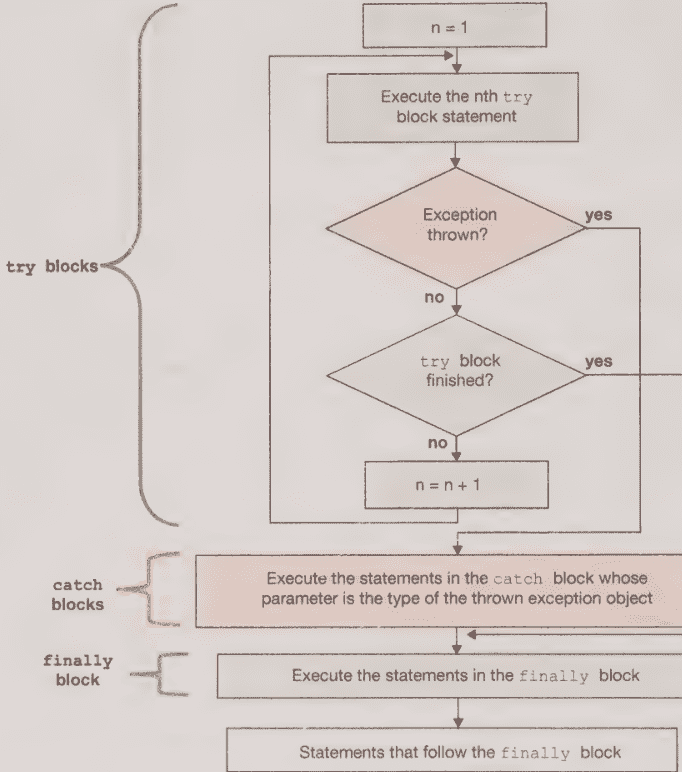 n = 1
Execute the nth try
block statement
Exception
thrown?
yes
try blocks
no
try block
finished?
yes
no
n = n + 1
catch
blocks
Execute the statements in the catch block whose
parameter is the type of the thrown exception object
finally
block
Execute the statements in the finally block
Statements that follow the finally block